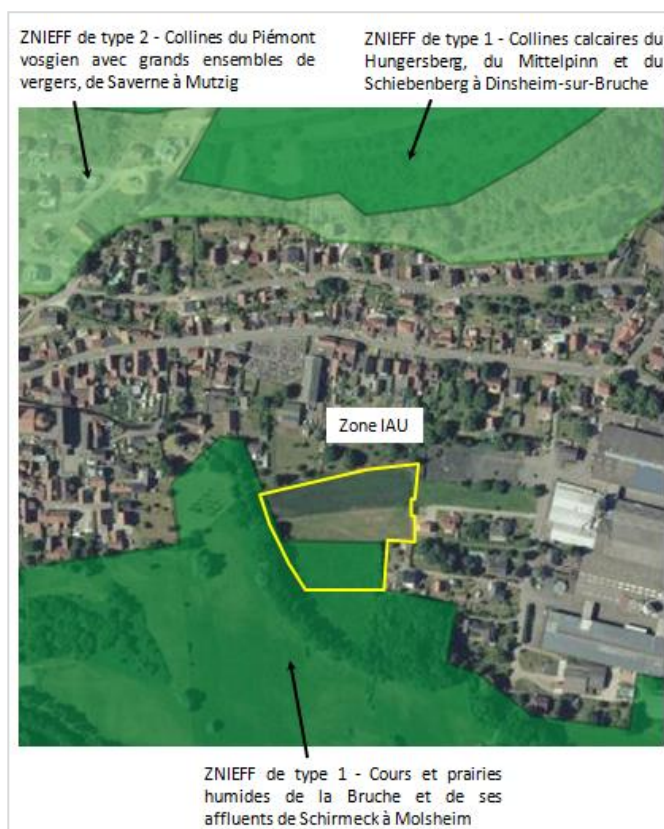 ZNIEFF de type 2 - Collines du Piémont
vosgien avec grands ensembles de
vergers, de Saverne à Mutzig
ZNIEFF de type 1 - Collines calcaires du
Hungersberg, du Mittelpinn et du
Schiebenberg à Dinsheim-sur-Bruche
Zone IAU
ZNIEFF de type 1 - Cours et prairies
humides de la Bruche et de ses
affluents de Schirmeck à Molsheim